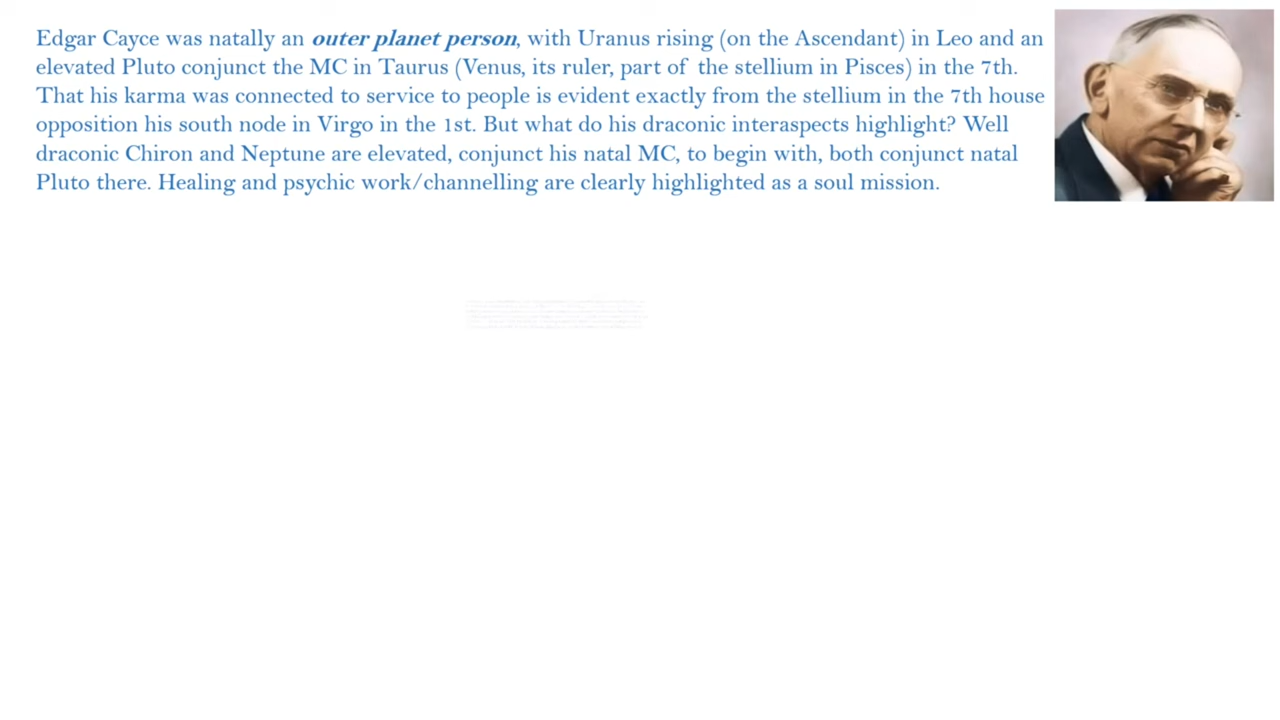 Edgar Cayce was natally an outer planet person, with Uranus rising (on the Ascendant) in Leo and an
elevated Pluto conjunct the MC in Taurus (Venus, its ruler, part of the stellium in Pisces) in the 7th.
That his karma was connected to service to people is evident exactly from the stellium in the 7th house
opposition his south node in Virgo in the 1st. But what do his draconic interaspects highlight? Well
draconic Chiron and Neptune are elevated, conjunct his natal MC, to begin with, both conjunct natal
Pluto there. Healing and psychic work/channelling are clearly highlighted as a soul mission.